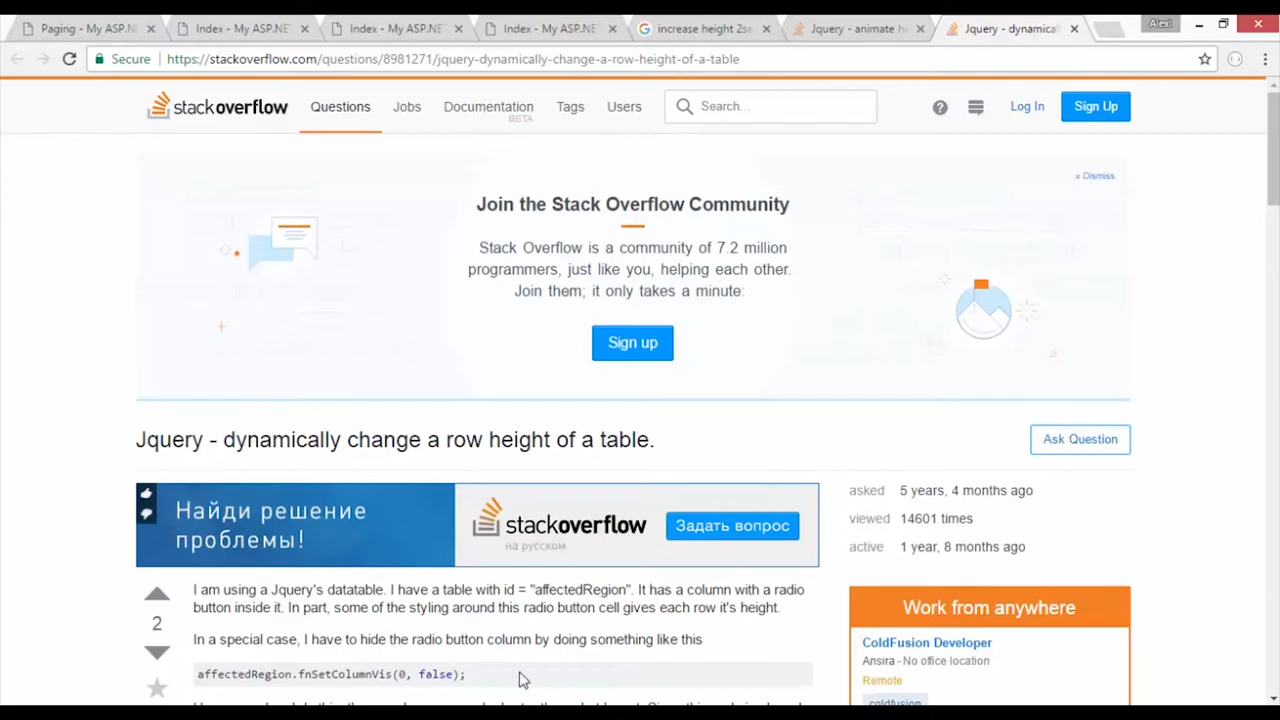 Paging - My ASP.NE
Index - My ASP.NET
Index - My ASP.NET
Index - My ASP.NET
increase height 2se
Jquery - animate he
Jquery - dynamical
Alexi
Secure
https://stackoverflow.com/questions/8981271/jquery-dynamically-change-a-row-height-of-a-table
stackoverflow
Questions
Jobs
Documentation
BETA
Tags
Users
Search...
Log In
Sign Up
x Dismiss
Join the Stack Overflow Community
Stack Overflow is a community of 7.2 million
programmers, just like you, helping each other.
Join them; it only takes a minute:
Sign up
Jquery - dynamically change a row height of a table.
Ask Question
Найди решение
проблемы!
stackoverflow
на русском
Задать вопрос
asked 5 years, 4 months ago
viewed 14601 times
active 1 year, 8 months ago
2
I am using a Jquery's datatable. I have a table with id = "affectedRegion". It has a column with a radio
button inside it. In part, some of the styling around this radio button cell gives each row it's height.
In a special case, I have to hide the radio button column by doing something like this
affectedRegion.fnSetColumnVis(0, false);
Work from anywhere
ColdFusion Developer
Ansira - No office location
Remote
coldfusion